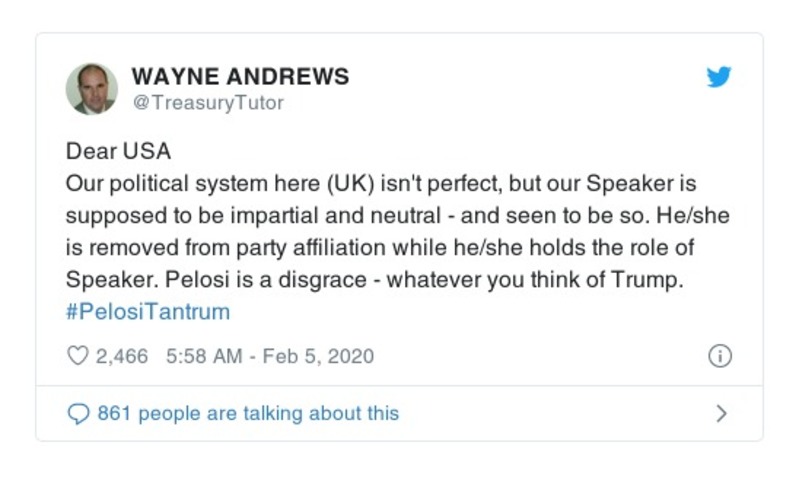 WAYNE ANDREWS
@TreasuryTutor
Dear USA
Our political system here (UK) isn't perfect, but our Speaker is
supposed to be impartial and neutral - and seen to be so. He/she
is removed from party affiliation while he/she holds the role of
Speaker. Pelosi is a disgrace - whatever you think of Trump.
#PelosiTantrum
2,466 5:58 AM - Feb 5, 2020
861 people are talking about this